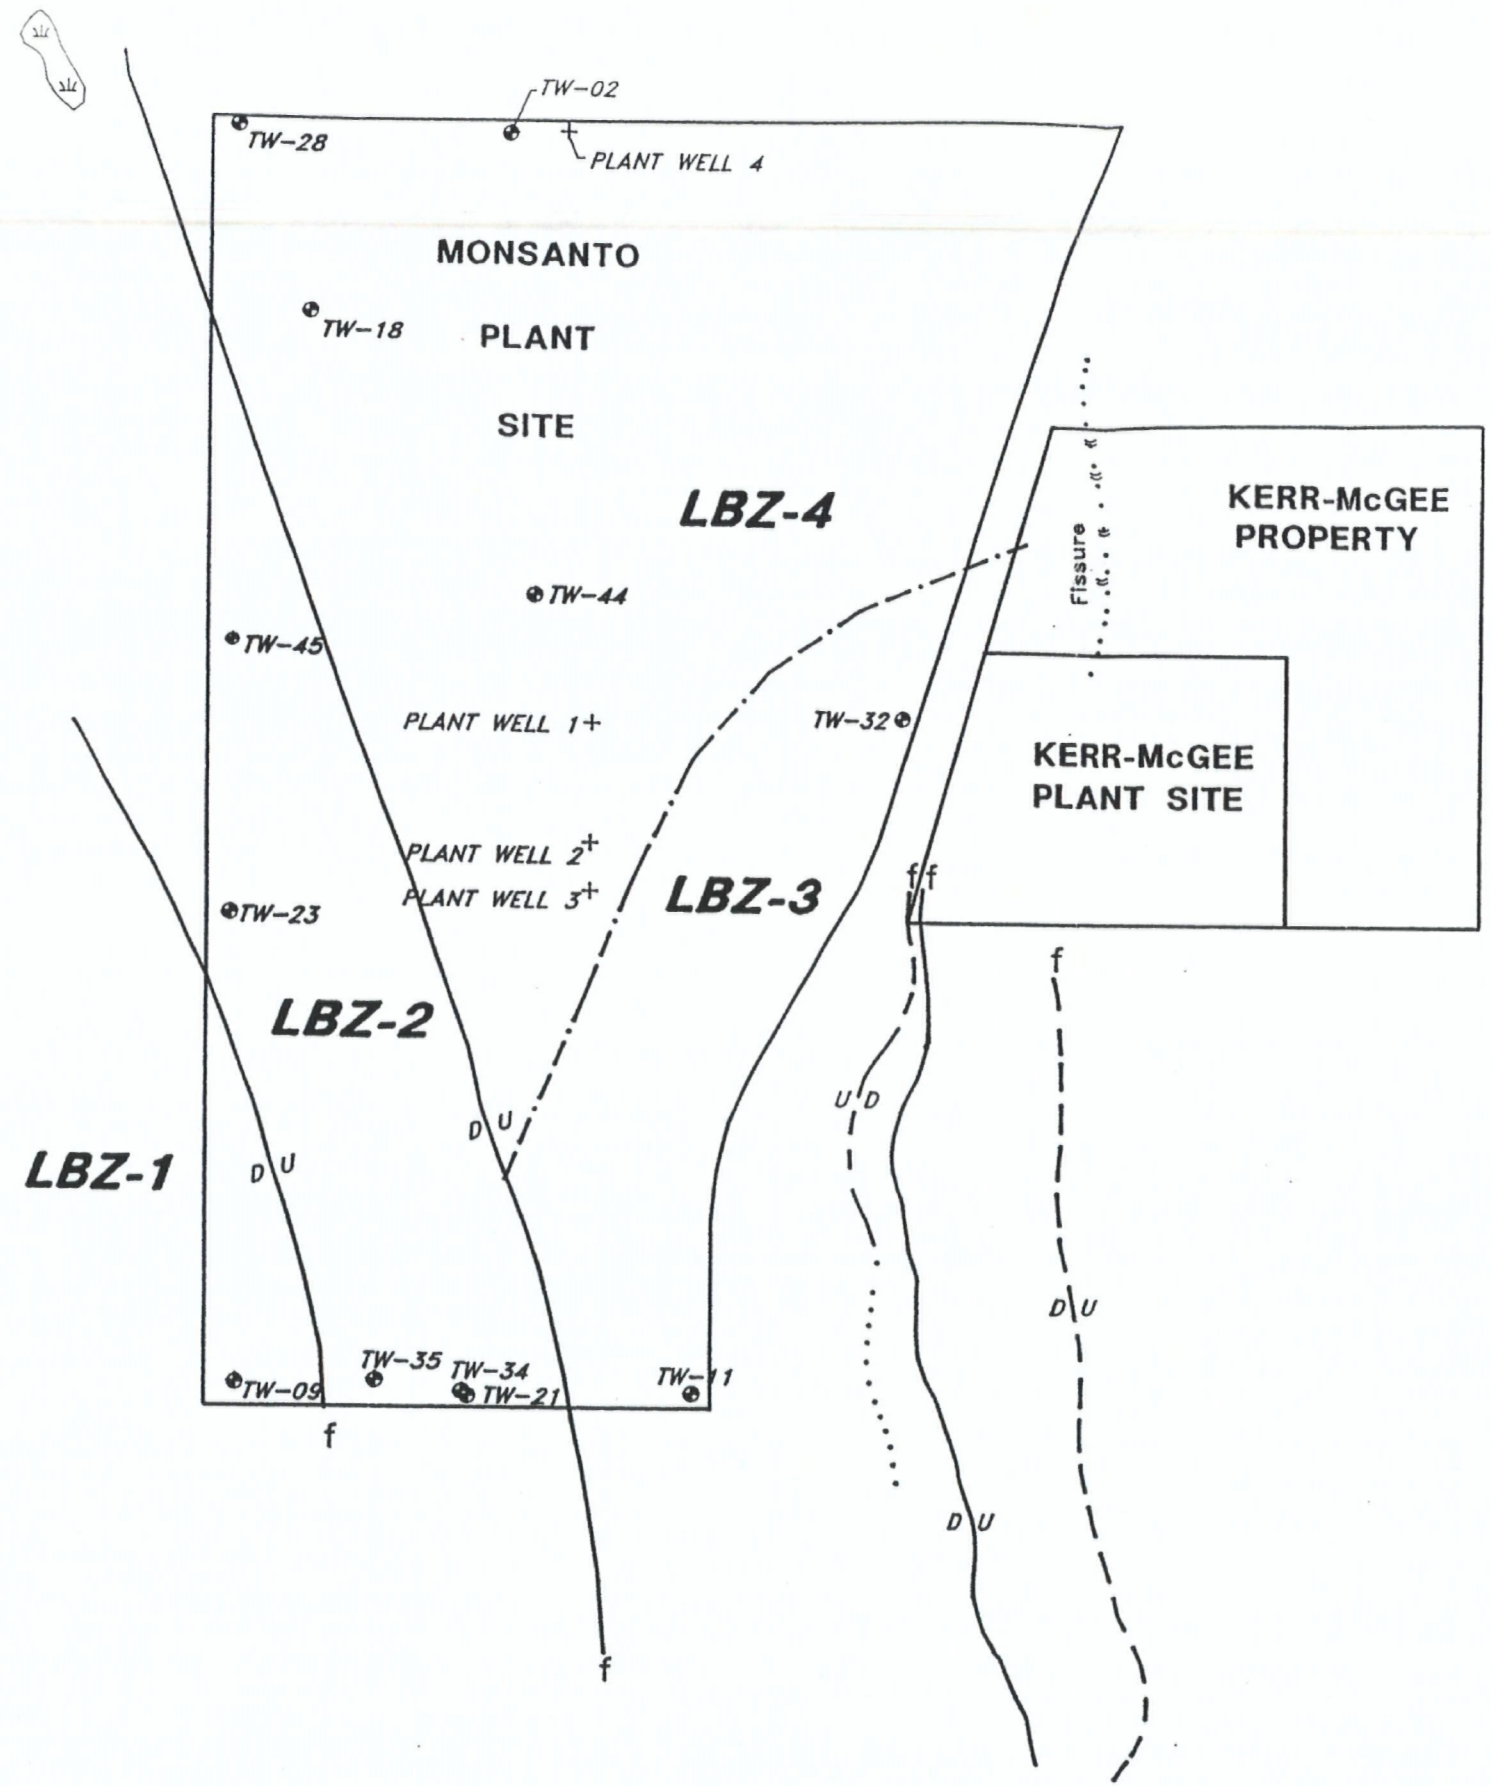 TW-02
TW-28
PLANT WELL 4
MONSANTO
PLANT
SITE
TW-18
LBZ-4
KERR-McGEE
PROPERTY
Fissure
TW-44
TW-45
PLANT WELL 1
TW-32
KERR-McGEE
PLANT SITE
PLANT WELL 2
PLANT WELL 3
LBZ-3
f f
TW-23
f
LBZ-2
U D
D U
LBZ-1
D U
D U
TW-35
TW-34
TW-11
TW-09
TW-21
f
D U
f